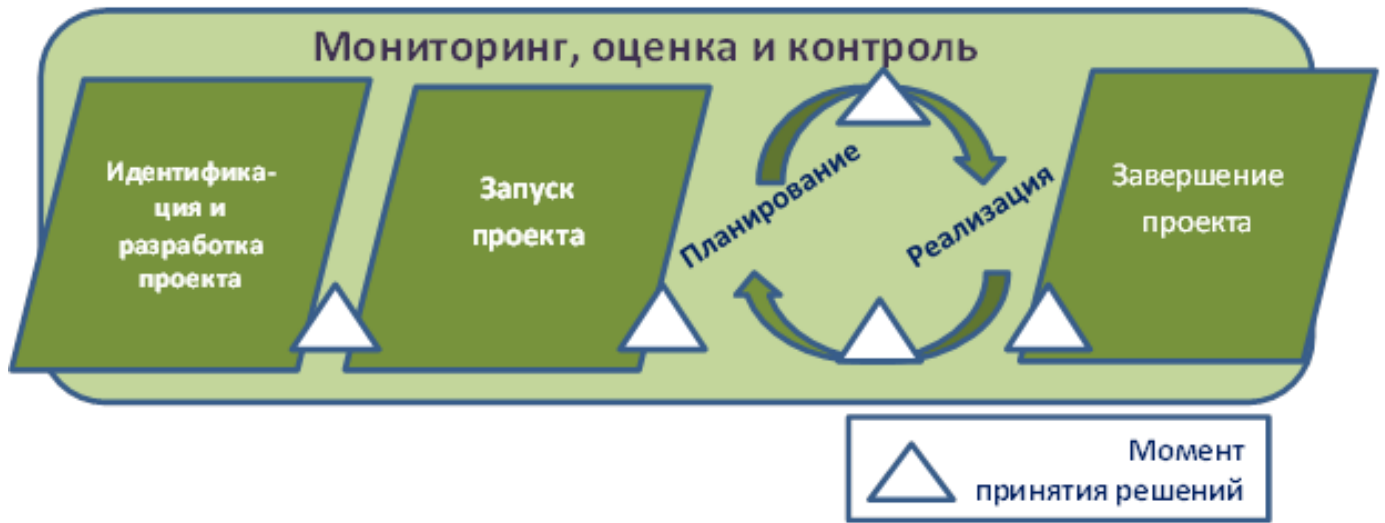 Мониторинг, оценка и контроль
Идентифика-
ция и
разработка
проекта
Запуск
проекта
Планирование
Реализация
Завершение
проекта
Момент
принятия решений